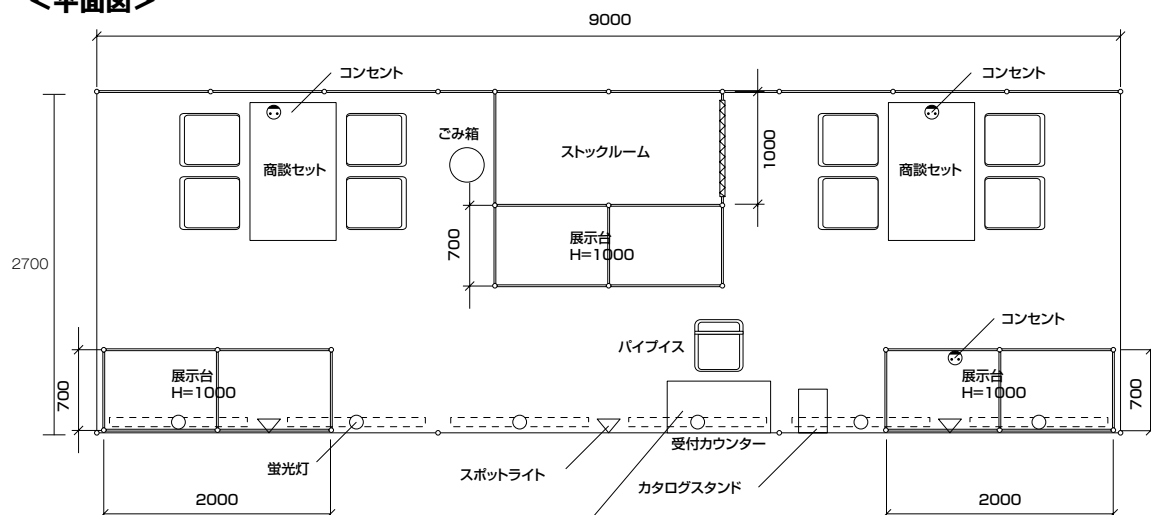 <平面図>
9000
コンセント
コンセント
ごみ箱
商談セット
ストックルーム
1000
商談セット
700
展示台
H=1000
2700
コンセント
パイプイス
700
展示台
H=1000
展示台
H=1000
700
受付カウンター
蛍光灯
スポットライト
カタログスタンド
2000
2000